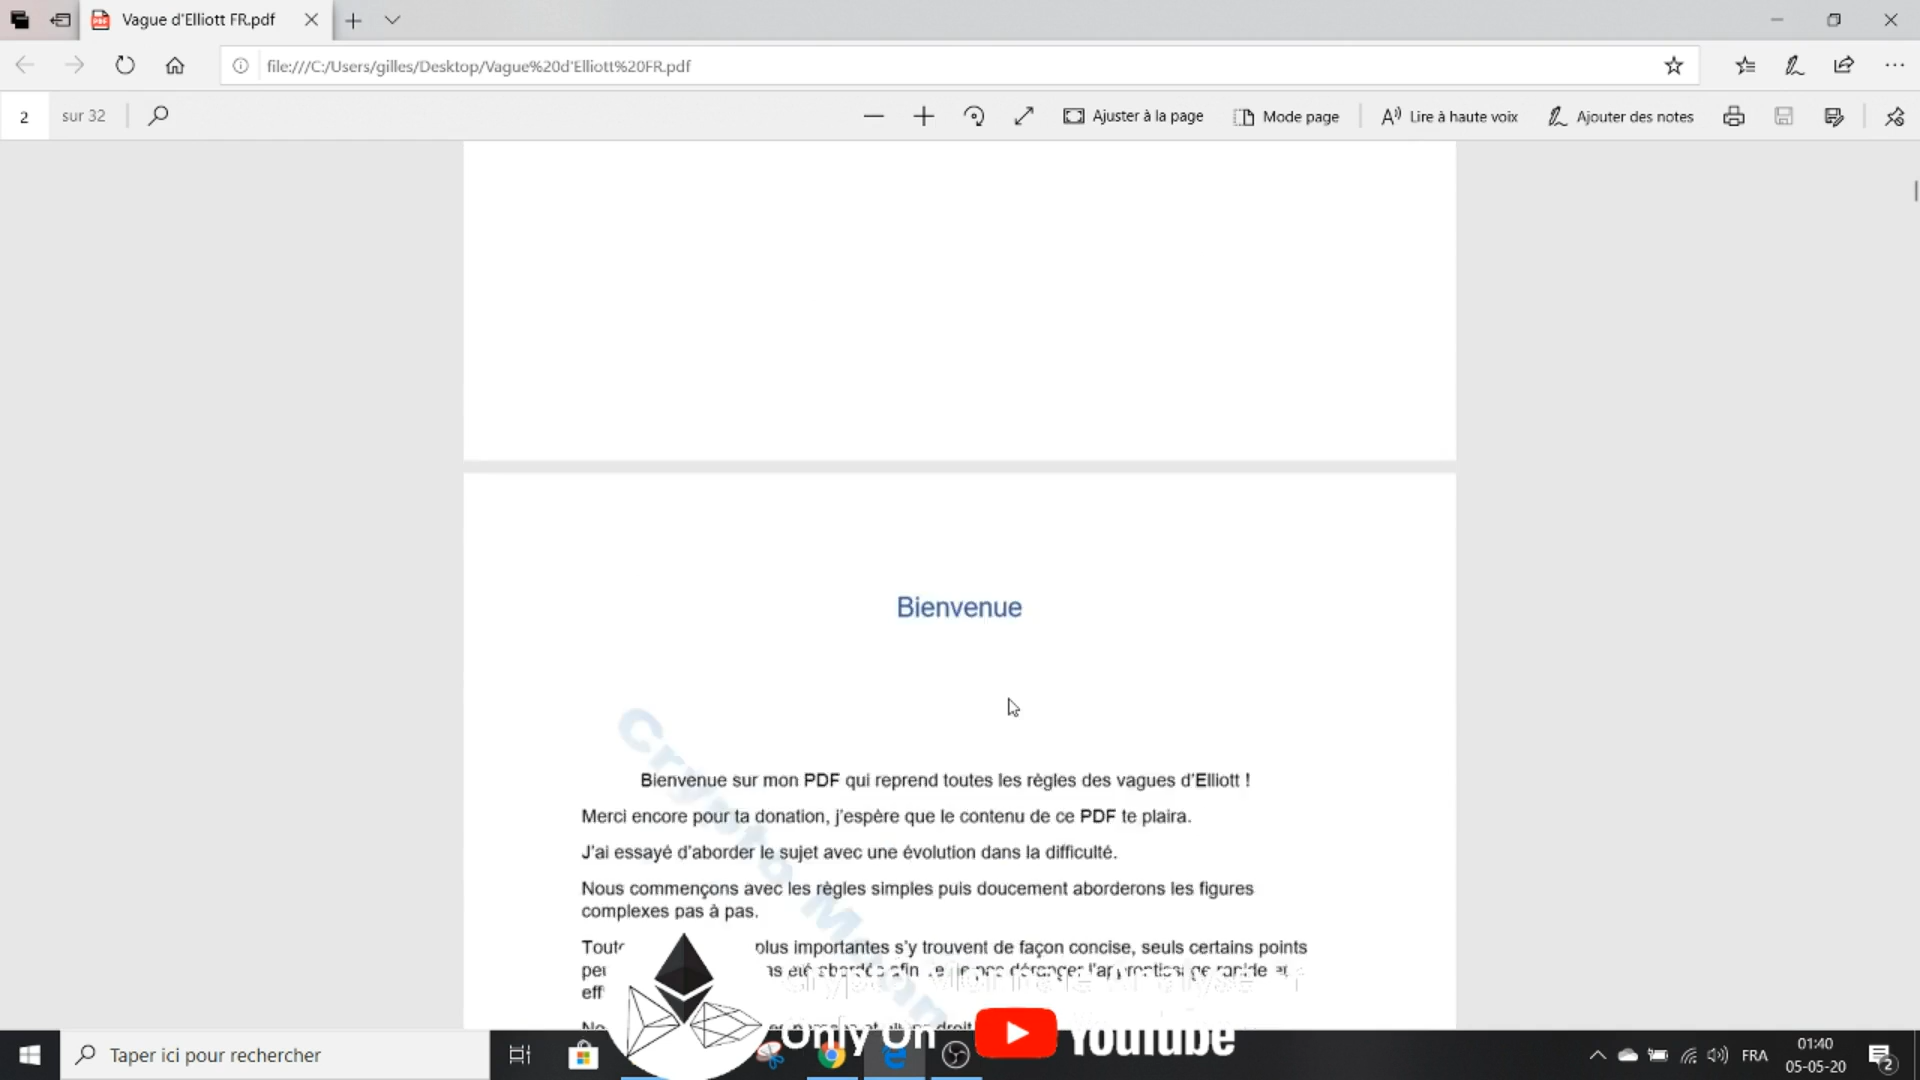 Vague d'Elliott FR.pdf
file:///C:/Users/gilles/Desktop/Vague%20d'Elliott%20FR.pdf
2 sur 32
Ajuster à la page
Mode page
Lire à haute voix
Ajouter des notes
Bienvenue
Crypto M
Bienvenue sur mon PDF qui reprend toutes les règles des vagues d'Elliott !
Merci encore pour ta donation, j'espère que le contenu de ce PDF te plaira.
J'ai essayé d'aborder le sujet avec une évolution dans la difficulté.
Nous commençons avec les règles simples puis doucement aborderons les figures
complexes pas à pas.
plus importantes s'y trouvent de façon concise, seuls certains points
Only On YouTube
Taper ici pour rechercher
FRA
01:40
05-05-20
2